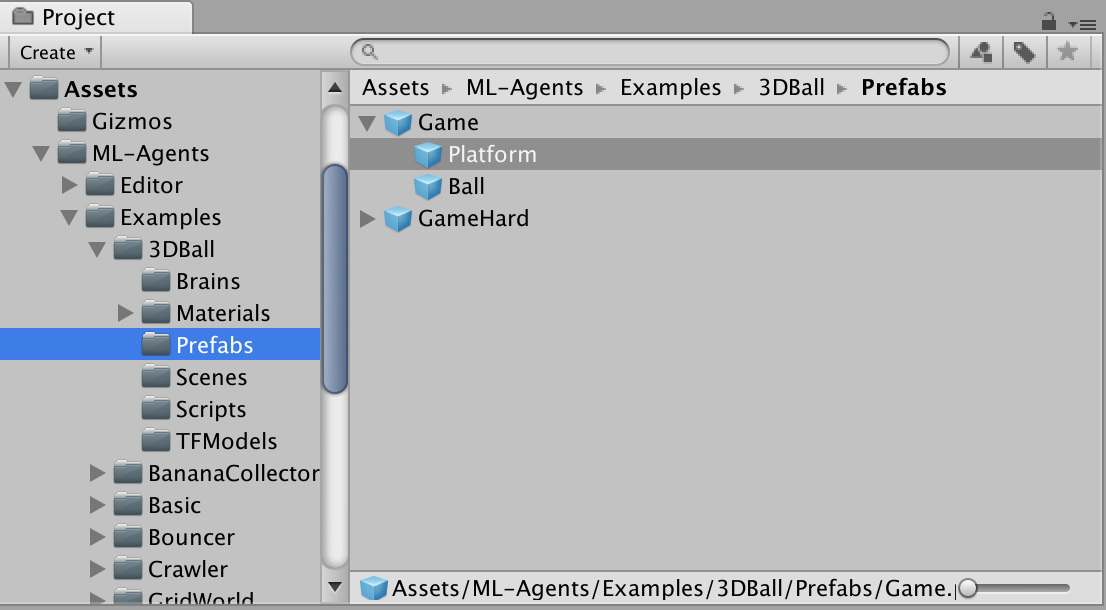 Project
Create
Assets
Gizmos
ML-Agents
Editor
Examples
3DBall
Brains
Materials
Prefabs
Scenes
Scripts
TFModels
BananaCollector
Basic
Bouncer
Crawler
GridWorld
Assets ML-Agents Examples 3DBall Prefabs
Game
Platform
Ball
GameHard
Assets/ML-Agents/Examples/3DBall/Prefabs/Game.